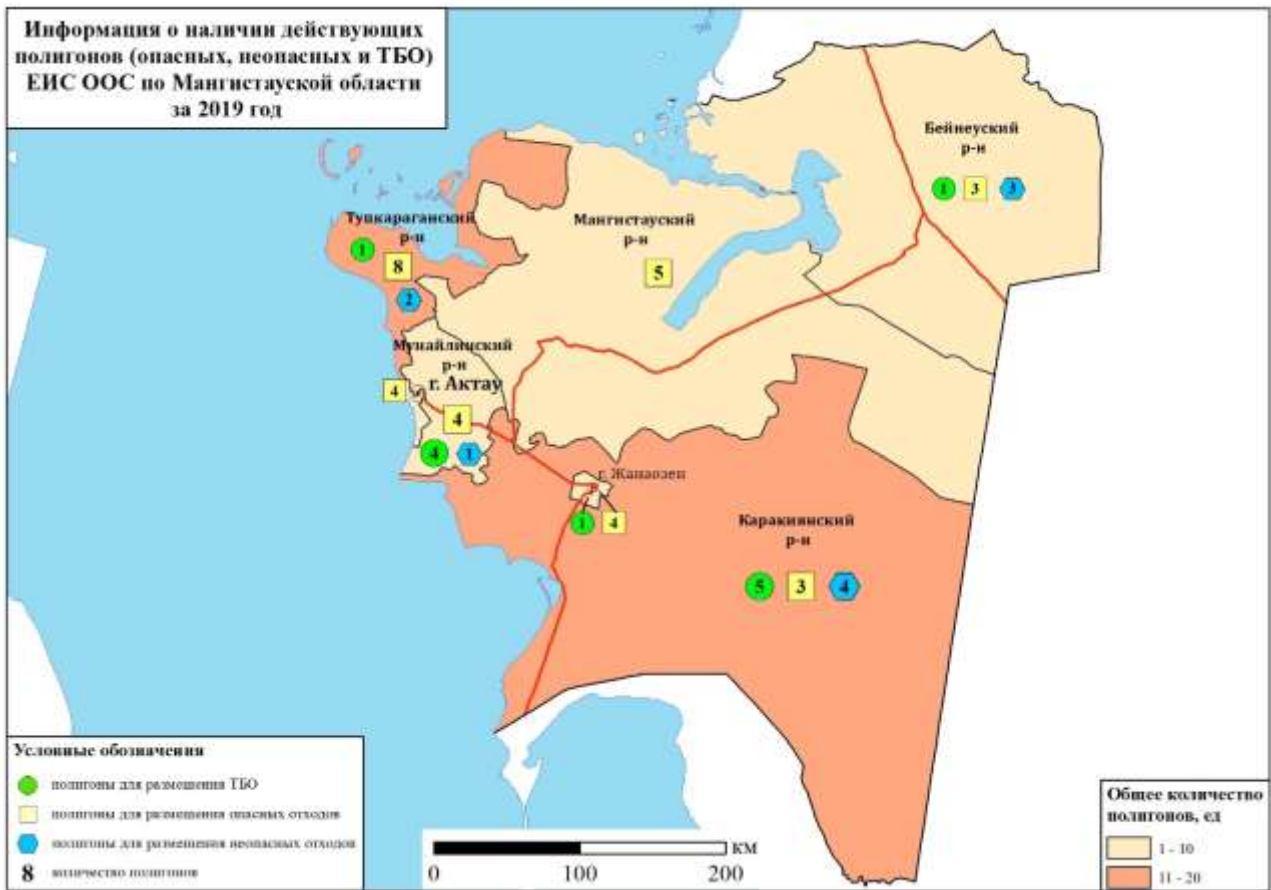 Информация о наличии действующих
полигонов (опасных, неопасных и ТБО)
ЕИС ООС по Мангистауской области
за 2019 год
Бейнеуский
р-н
1 3 3
Тупкараганский
р-н
1
8
2
Мангистауский
р-н
5
Мунайлинский
р-н
г. Актау
4
4
4 1
г. Жанаозен
1 4
Каракиянский
р-н
5 3 4
Условные обозначения
полигоны для размещения ТБО
полигоны для размещения опасных отходов
полигоны для размещения неопасных отходов
8 количество полигонов
км
0 100 200
Общее количество
полигонов, ед
1 - 10
11 - 20